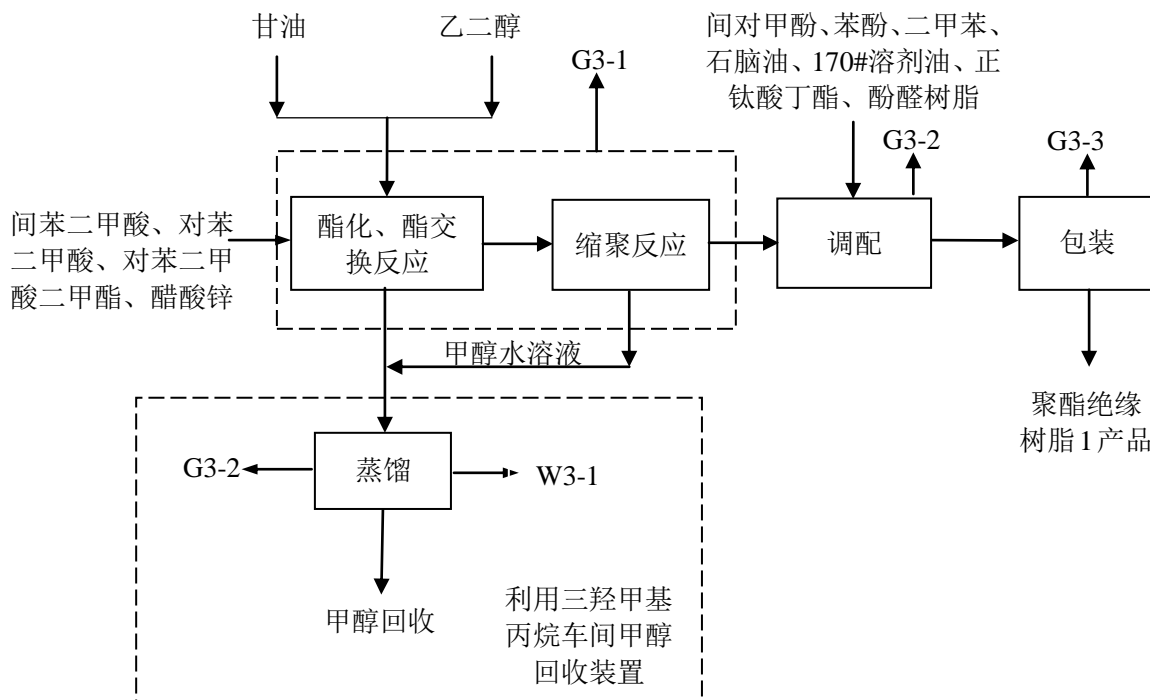 甘油
乙二醇
G3-1
间对甲酚、苯酚、二甲苯、
石脑油、170#溶剂油、正
钛酸丁酯、酚醛树脂
G3-2
G3-3
间苯二甲酸、对苯
二甲酸、对苯二甲
酸二甲酯、醋酸锌
酯化、酯交
换反应
缩聚反应
调配
包装
甲醇水溶液
聚酯绝缘
树脂1产品
G3-2
蒸馏
W3-1
甲醇回收
利用三羟甲基
丙烷车间甲醇
回收装置